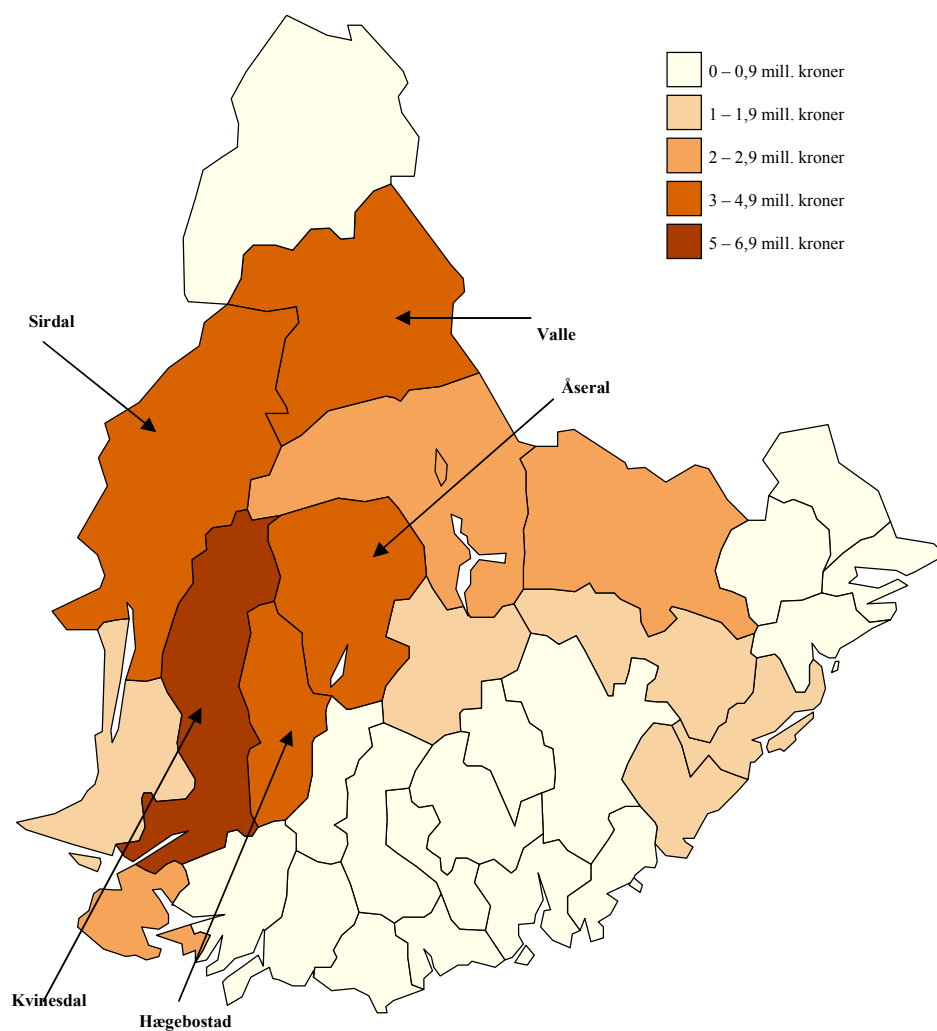 0 – 0,9 mill. kroner
1 – 1,9 mill. kroner
2 – 2,9 mill. kroner
3 – 4,9 mill. kroner
5 – 6,9 mill. kroner
Sirdal
Valle
Åseral
Kvinesdal
Hægebostad